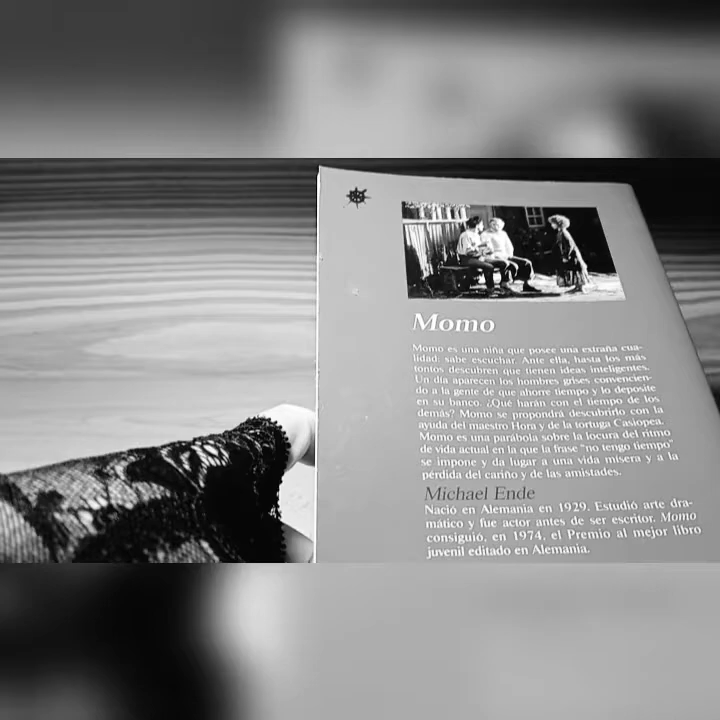 Momo
Momo es una niña que posee una extraña cua-
lidad: sabe escuchar. Ante ella, hasta los más
tontos descubren que tienen ideas inteligentes.
Un día aparecen los hombres grises convencien-
do a la gente de que ahorre tiempo y lo deposite
en su banco. ¿Qué harán con el tiempo de los
demás? Momo se propondrá descubrirlo con la
ayuda del maestro Hora y de la tortuga Casiopea.
Momo es una parábola sobre la locura del ritmo
de vida actual en la que la frase "no tengo tiempo"
se impone y da lugar a una vida misera y a la
pérdida del cariño y de las amistades.
Michael Ende
Nació en Alemania en 1929. Estudió arte dra-
mático y fue actor antes de ser escritor. Momo
consiguió, en 1974, el Premio al mejor libro
juvenil editado en Alemania.